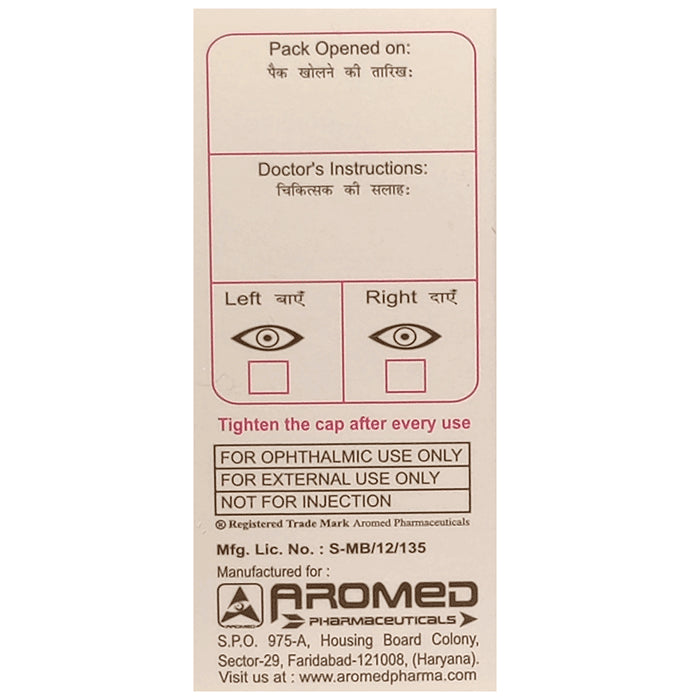 Pack Opened on:
पैक खोलने की तारिख:
Doctor's Instructions:
चिकित्सक की सलाह:
Left बाएँ
Right दाएँ
Tighten the cap after every use
FOR OPHTHALMIC USE ONLY
FOR EXTERNAL USE ONLY
NOT FOR INJECTION
® Registered Trade Mark Aromed Pharmaceuticals
Mfg. Lic. No. : S-MB/12/135
Manufactured for :
AROMED
AROMED
PHARMACEUTICALS
S.P.O. 975-A, Housing Board Colony,
Sector-29, Faridabad-121008, (Haryana).
Visit us at : www.aromedpharma.com